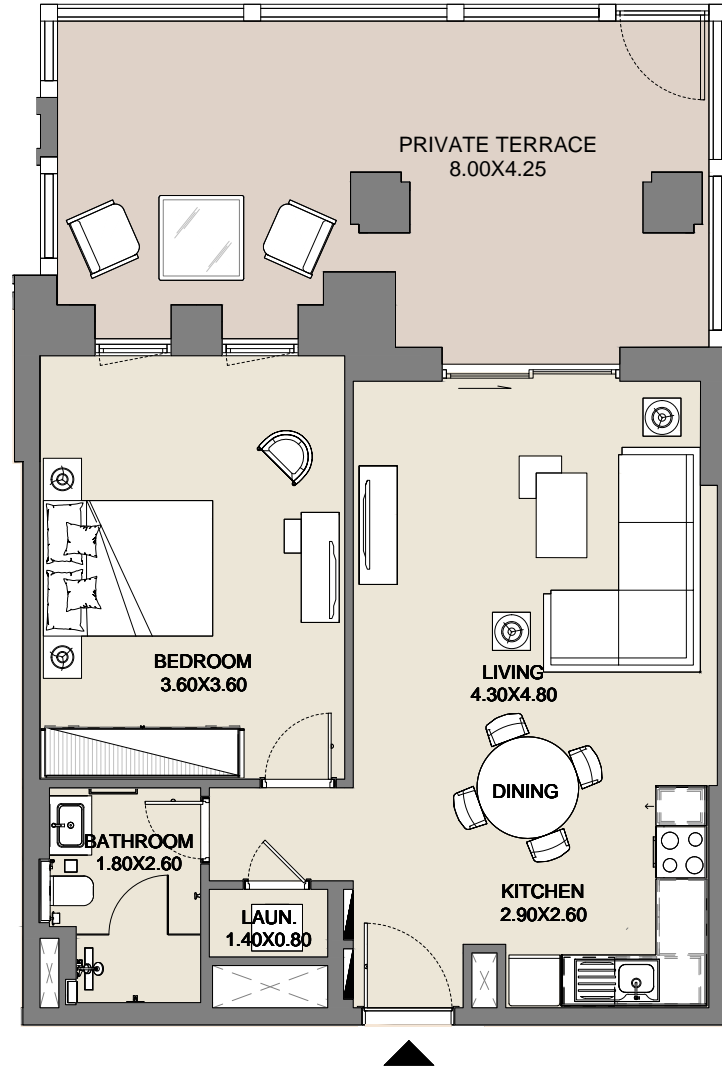 PRIVATE TERRACE
8.00X4.25
BEDROOM
3.60X3.60
LIVING
4.30X4.80
DINING
BATHROOM
1.80X2.60
KITCHEN
2.90X2.60
LAUN.
1.40X0.80